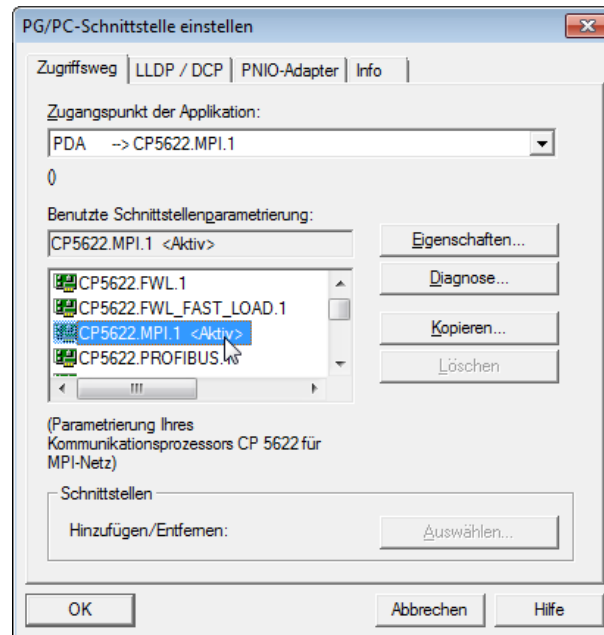 PG/PC-Schnittstelle einstellen
Zugriffsweg LLDP / DCP PNIO-Adapter Info
Zugangspunkt der Applikation:
PDA --> CP5622.MPI.1
()
Benutzte Schnittstellenparametrierung:
CP5622.MPI.1 <Aktiv>
Eigenschaften...
CP5622.FWL.1
Diagnose...
CP5622.FWL_FAST_LOAD.1
CP5622.MPI.1 <Aktiv>
Kopieren...
CP5622.PROFIBUS.
Löschen
(Parametrierung Ihres
Kommunikationsprozessors CP 5622 für
MPI-Netz)
Schnittstellen
Hinzufügen/Entfernen:
Auswählen...
OK Abbrechen Hilfe